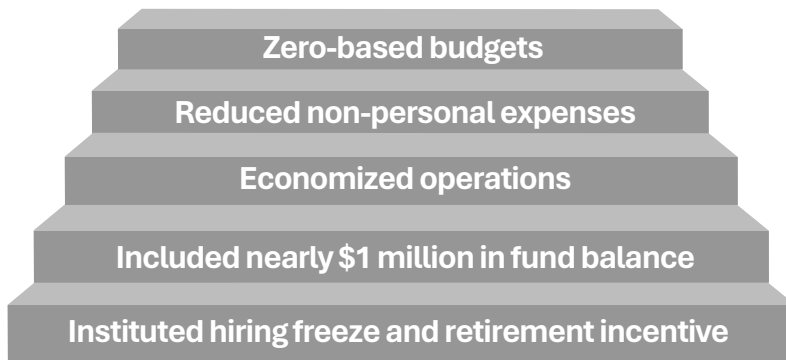 Zero-based budgets
Reduced non-personal expenses
Economized operations
Included nearly $1 million in fund balance
Instituted hiring freeze and retirement incentive